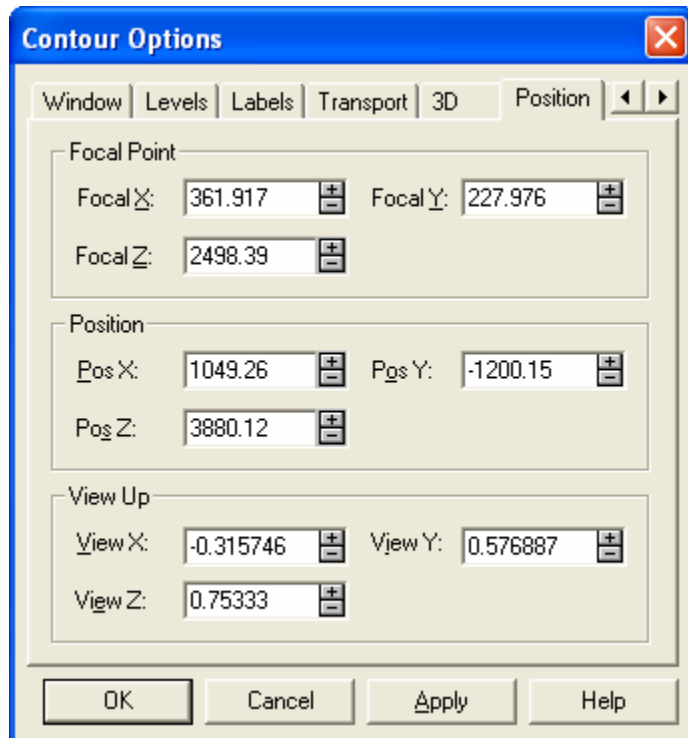 Contour Options
Window Levels Labels Transport 3D Position
Focal Point
Focal X: 361.917 Focal Y: 227.976
Focal Z: 2498.39
Position
Pos X: 1049.26 Pos Y: -1200.15
Pos Z: 3880.12
View Up
View X: -0.315746 View Y: 0.576887
View Z: 0.75333
OK Cancel Apply Help